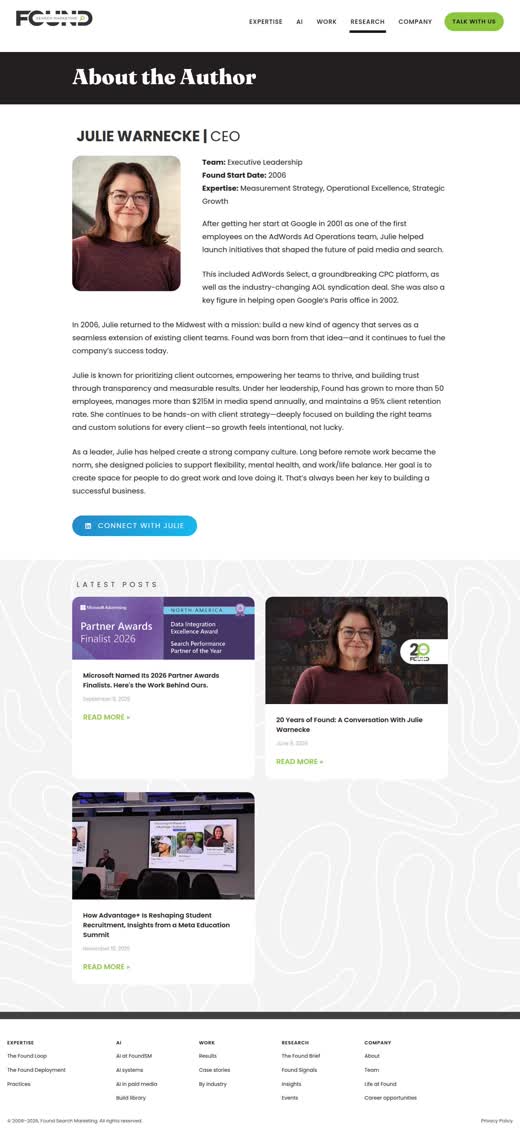 FOUND
SEARCH MARKETING
EXPERTISE
AI
WORK
RESEARCH
COMPANY
TALK WITH US
About the Author
JULIE WARNECKE | CEO
Team: Executive Leadership
Found Start Date: 2006
Expertise: Measurement Strategy, Operational Excellence, Strategic
Growth
After getting her start at Google in 2001 as one of the first
employees on the AdWords Ad Operations team, Julie helped
launch initiatives that shaped the future of paid media and search.
This included AdWords Select, a groundbreaking CPC platform, as
well as the industry-changing AOL syndication deal. She was also a
key figure in helping open Google's Paris office in 2002.
In 2006, Julie returned to the Midwest with a mission: build a new kind of agency that serves as a
seamless extension of existing client teams. Found was born from that idea—and it continues to fuel the
company's success today.
Julie is known for prioritizing client outcomes, empowering her teams to thrive, and building trust
through transparency and measurable results. Under her leadership, Found has grown to more than 50
employees, manages more than $215M in media spend annually, and maintains a 95% client retention
rate. She continues to be hands-on with client strategy—deeply focused on building the right teams
and custom solutions for every client—so growth feels intentional, not lucky.
As a leader, Julie has helped create a strong company culture. Long before remote work became the
norm, she designed policies to support flexibility, mental health, and work/life balance. Her goal is to
create space for people to do great work and love doing it. That's always been her key to building a
successful business.
CONNECT WITH JULIE
LATEST POSTS
Microsoft Advertising
Partner Awards
Finalist 2026
NORTH AMERICA
Data Integration
Excellence Award
Search Performance
Partner of the Year
Microsoft Named Its 2026 Partner Awards
Finalists. Here's the Work Behind Ours.
READ MORE »
20
FOUND
20 Years of Found: A Conversation With Julie
Warnecke
READ MORE »
How Advantage+ Is Reshaping Student
Recruitment, Insights from a Meta Education
Summit
READ MORE »
EXPERTISE
The Found Loop
The Found Deployment
Practices
AI
AI at FoundSM
AI systems
AI in paid media
Build library
WORK
Results
Case stories
By industry
RESEARCH
The Found Brief
Found Signals
Insights
Events
COMPANY
About
Team
Life at Found
Career opportunities
© 2008–2026, Found Search Marketing. All rights reserved.
Privacy Policy